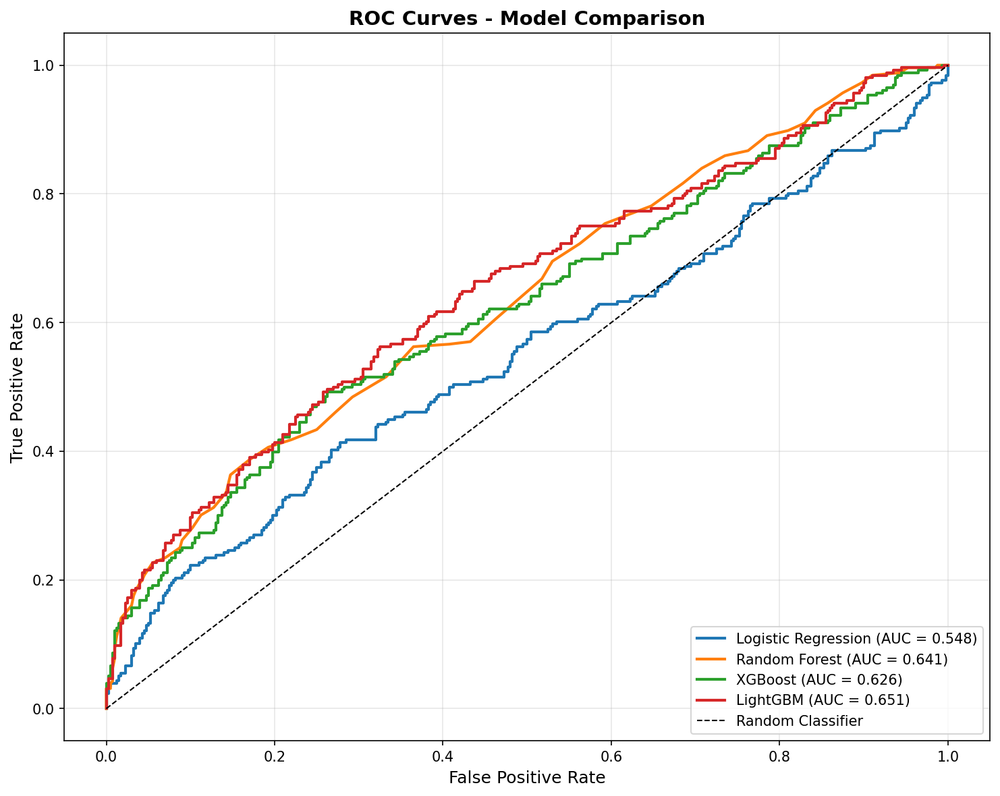 ROC Curves - Model Comparison
True Positive Rate
1.0
0.8
0.6
0.4
0.2
0.0
0.0 0.2 0.4 0.6 0.8 1.0
False Positive Rate
Logistic Regression (AUC = 0.548)
Random Forest (AUC = 0.641)
XGBoost (AUC = 0.626)
LightGBM (AUC = 0.651)
Random Classifier